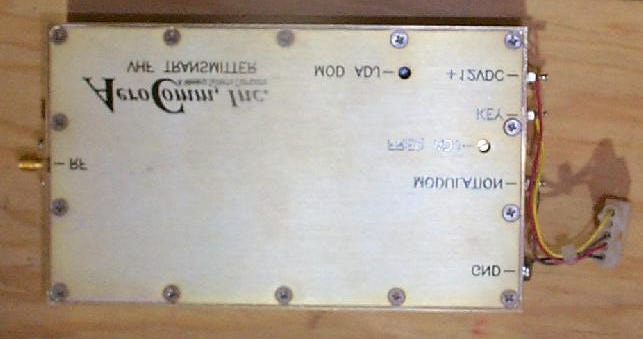 GND
MODULATION
RF
FREQ ADJ
KEY
AeroComm, Inc.
VHF TRANSMITTER
MOD ADJ
+12VDC